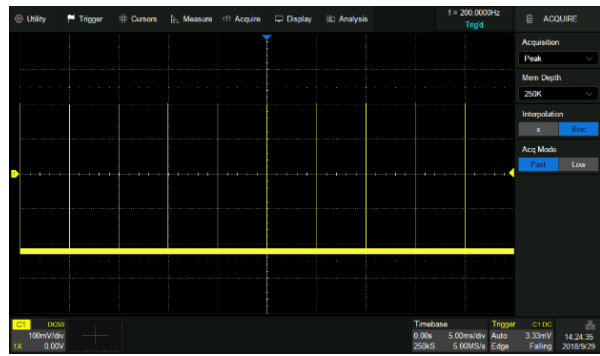 Utility Trigger Cursors Measure Acquire Display Analysis
f = 200.0000Hz
Trig'd
ACQUIRE
Acquisition
Peak
Mem Depth
250K
Interpolation
x Sinc
Acq Mode
Fast Low
C1 DC50
100mV/div
1X 0.00V
Timebase
0.00s 5.00ms/div
250kS 5.00MS/s
Trigger C1 DC
Auto 3.33mV
Edge Falling
14:24:35
2018/9/29